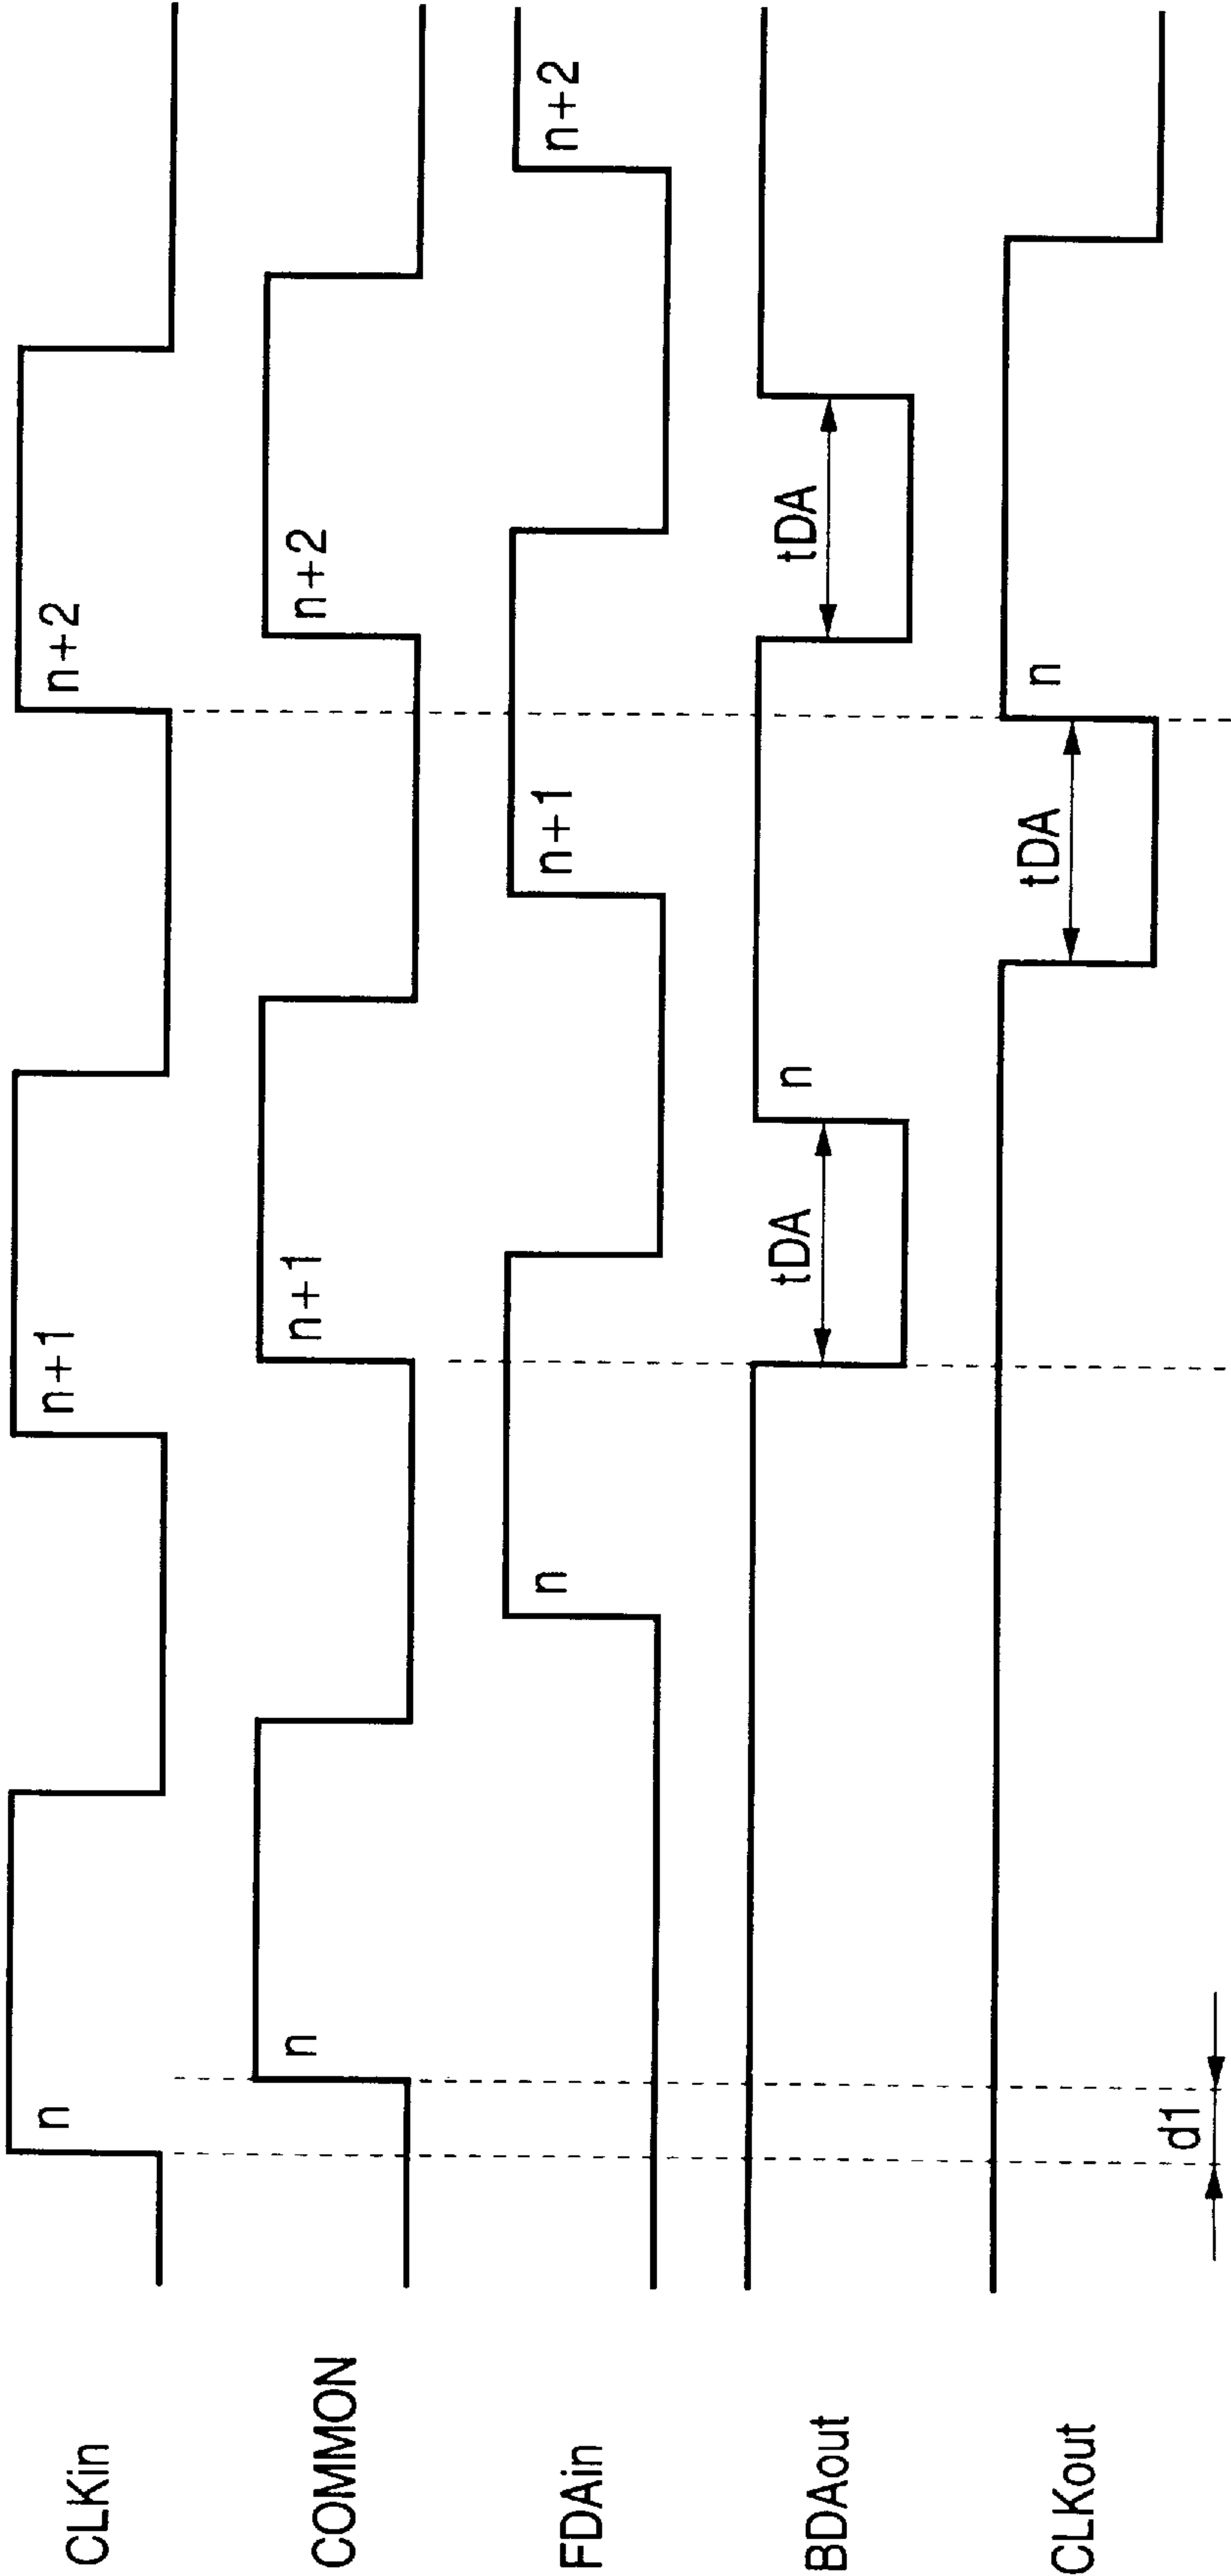 CLKin n n+1 n+2
COMMON n n+1 n+2
FDAin n n+1 n+2
BDAout tDA n tDA
CLKout tDA n
d1